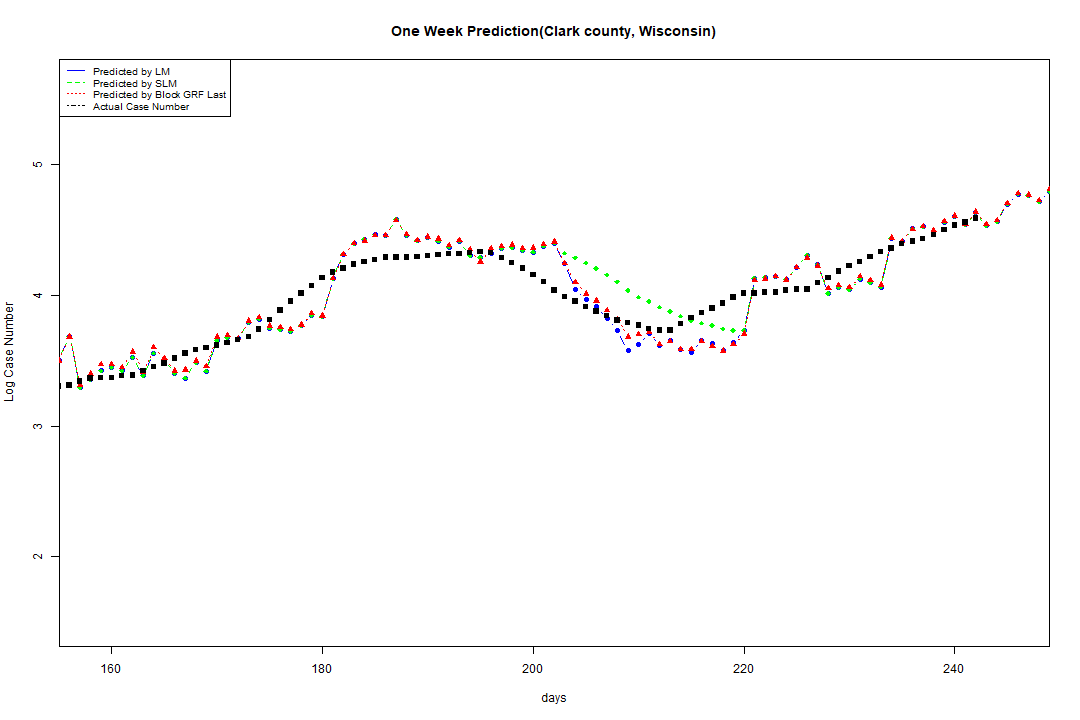 One Week Prediction(Clark county, Wisconsin)
Predicted by LM
Predicted by SLM
Predicted by Block GRF Last
Actual Case Number
5
4
3
2
Log Case Number
160 180 200 220 240
days